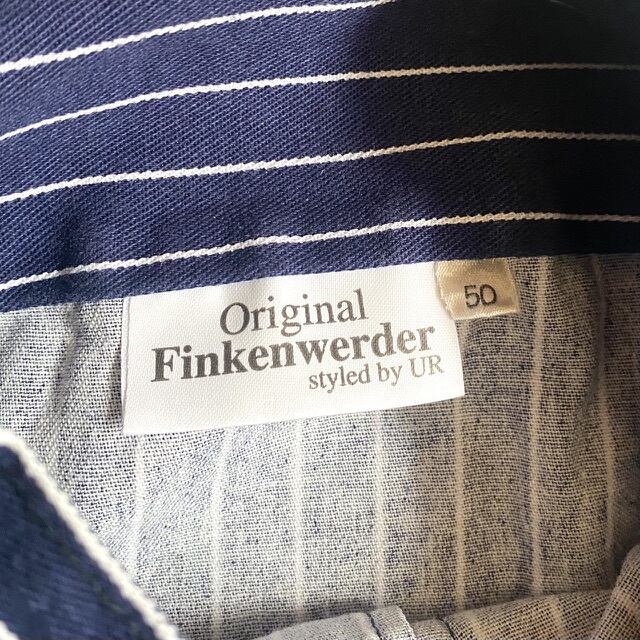 Original
Finkenwerder
styled by UR
50